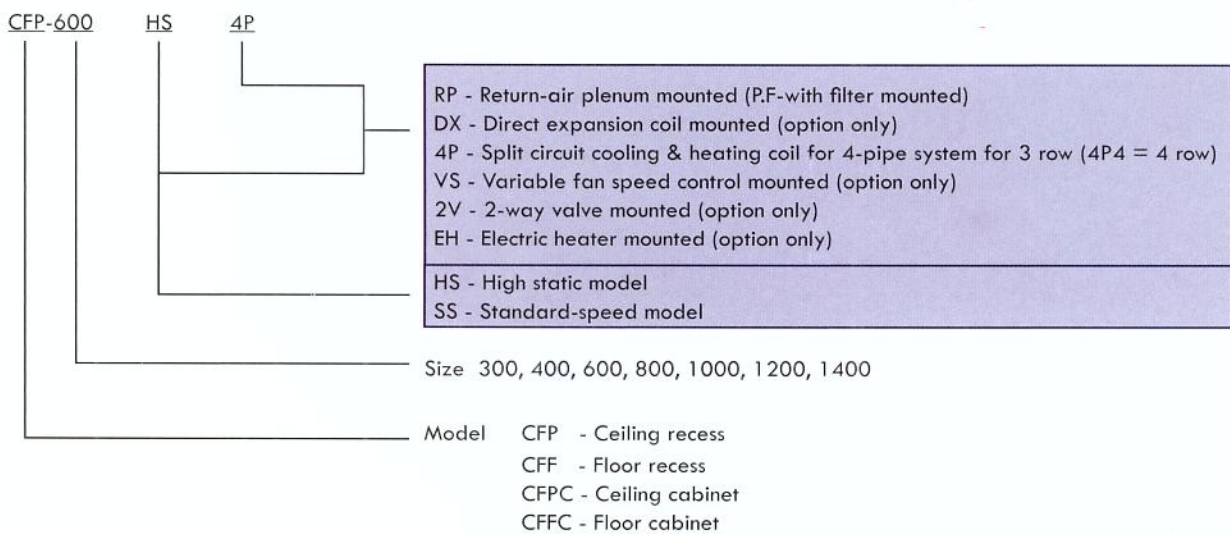 CFP-600 HS 4P
RP - Return-air plenum mounted (P.F-with filter mounted)
DX - Direct expansion coil mounted (option only)
4P - Split circuit cooling & heating coil for 4-pipe system for 3 row (4P4 = 4 row)
VS - Variable fan speed control mounted (option only)
2V - 2-way valve mounted (option only)
EH - Electric heater mounted (option only)
HS - High static model
SS - Standard-speed model
Size 300, 400, 600, 800, 1000, 1200, 1400
Model CFP - Ceiling recess
CFF - Floor recess
CFPC - Ceiling cabinet
CFFC - Floor cabinet